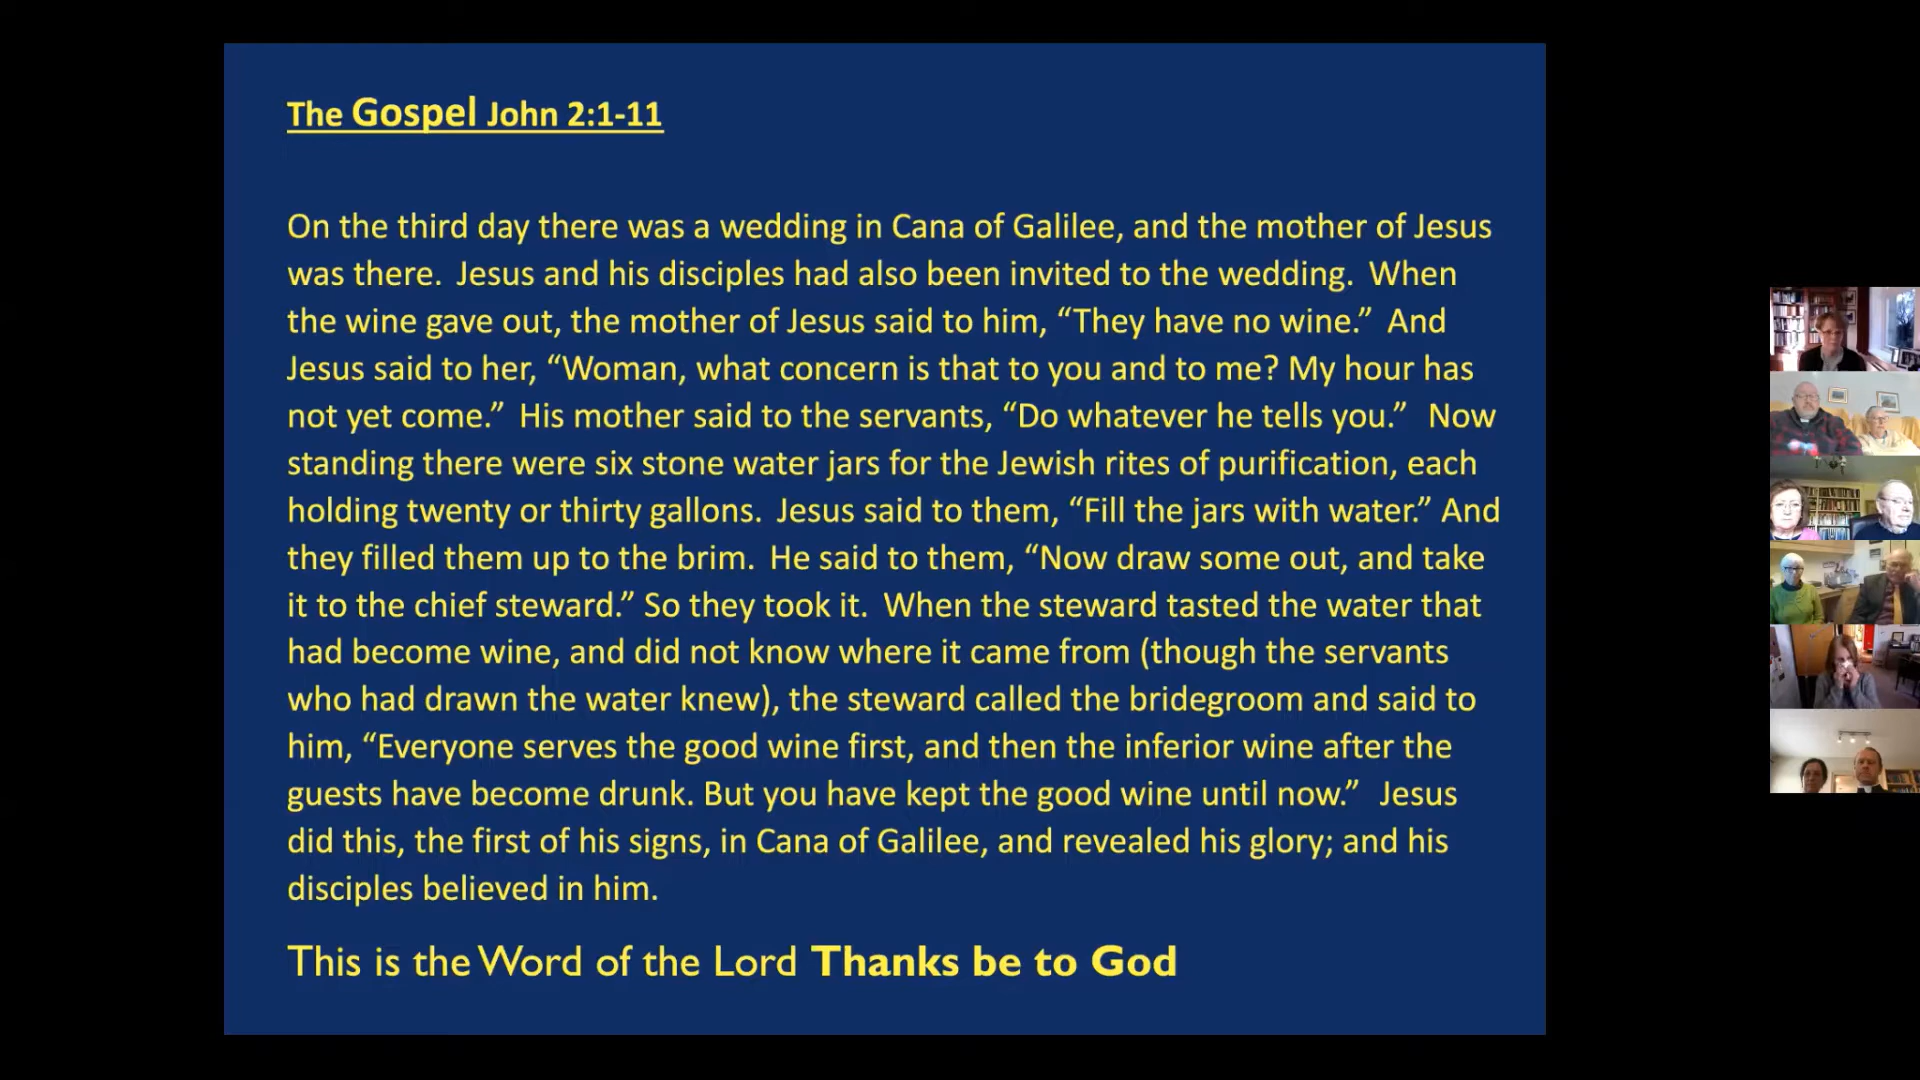 The Gospel John 2:1-11
On the third day there was a wedding in Cana of Galilee, and the mother of Jesus
was there. Jesus and his disciples had also been invited to the wedding. When
the wine gave out, the mother of Jesus said to him, “They have no wine.” And
Jesus said to her, “Woman, what concern is that to you and to me? My hour has
not yet come.” His mother said to the servants, “Do whatever he tells you.” Now
standing there were six stone water jars for the Jewish rites of purification, each
holding twenty or thirty gallons. Jesus said to them, “Fill the jars with water.” And
they filled them up to the brim. He said to them, “Now draw some out, and take
it to the chief steward.” So they took it. When the steward tasted the water that
had become wine, and did not know where it came from (though the servants
who had drawn the water knew), the steward called the bridegroom and said to
him, “Everyone serves the good wine first, and then the inferior wine after the
guests have become drunk. But you have kept the good wine until now.” Jesus
did this, the first of his signs, in Cana of Galilee, and revealed his glory; and his
disciples believed in him.
This is the Word of the Lord Thanks be to God